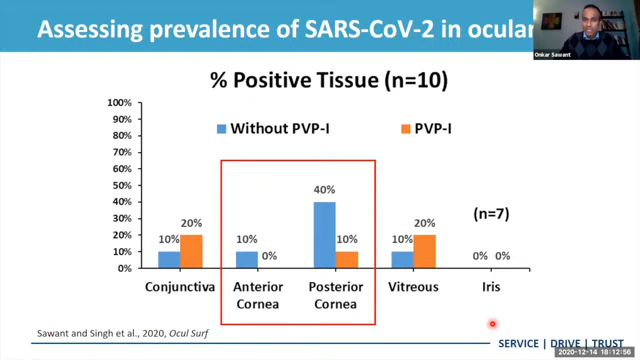 Assessing prevalence of SARS-CoV-2 in ocular
Onkar Sawant
% Positive Tissue (n=10)
Without PVP-I
PVP-I
100%
90%
80%
70%
60%
50%
40%
30%
20%
10%
0%
10%
20%
10%
0%
40%
10%
10%
20%
(n=7)
0%
0%
Conjunctiva
Anterior
Cornea
Posterior
Cornea
Vitreous
Iris
Sawant and Singh et al., 2020, Ocul Surf
SERVICE | DRIVE | TRUST
2020-12-14 18:12:56